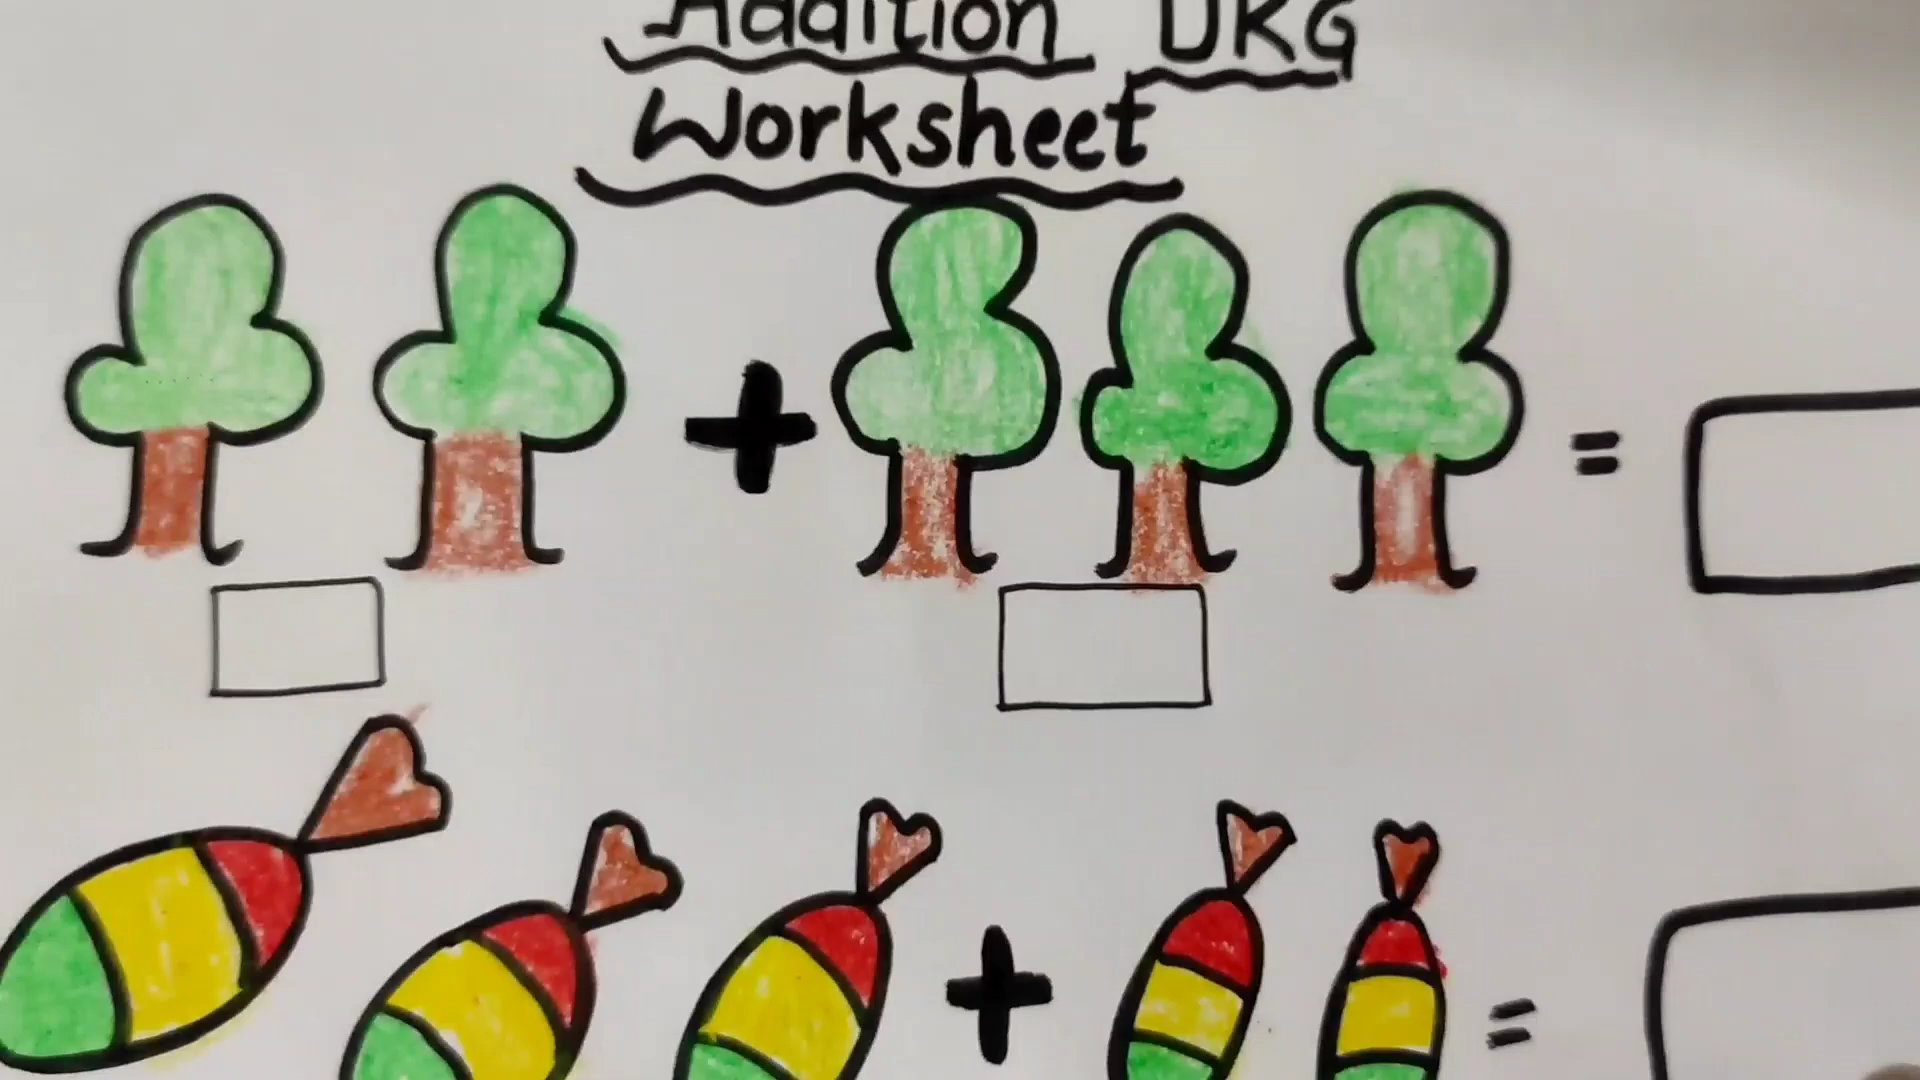 Addition UKG
Worksheet
+ =
+ =